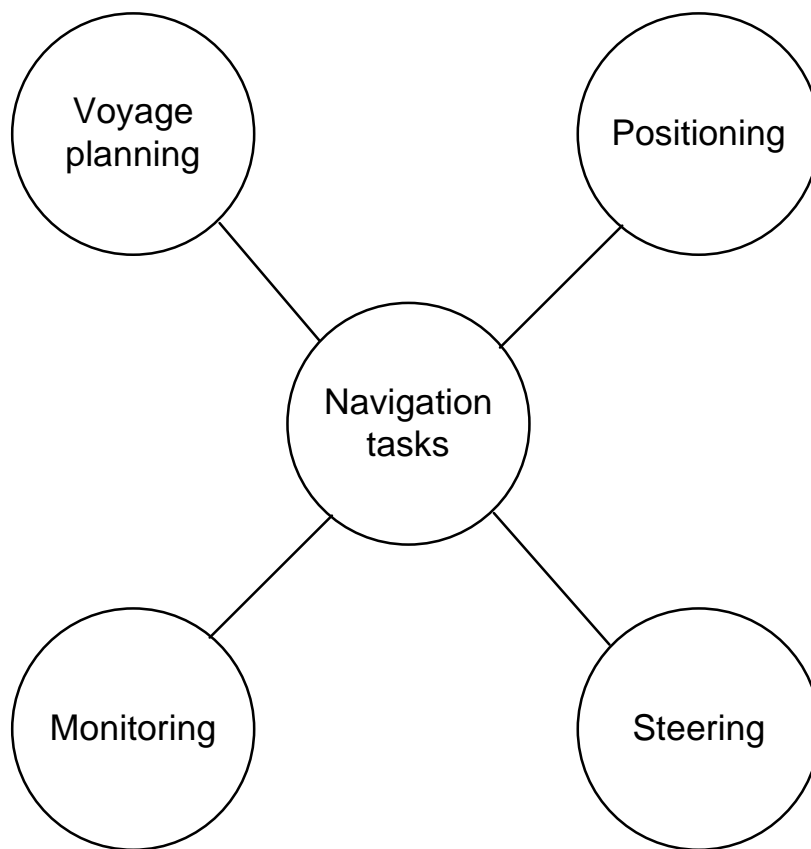 Voyage
planning
Positioning
Navigation
tasks
Monitoring
Steering